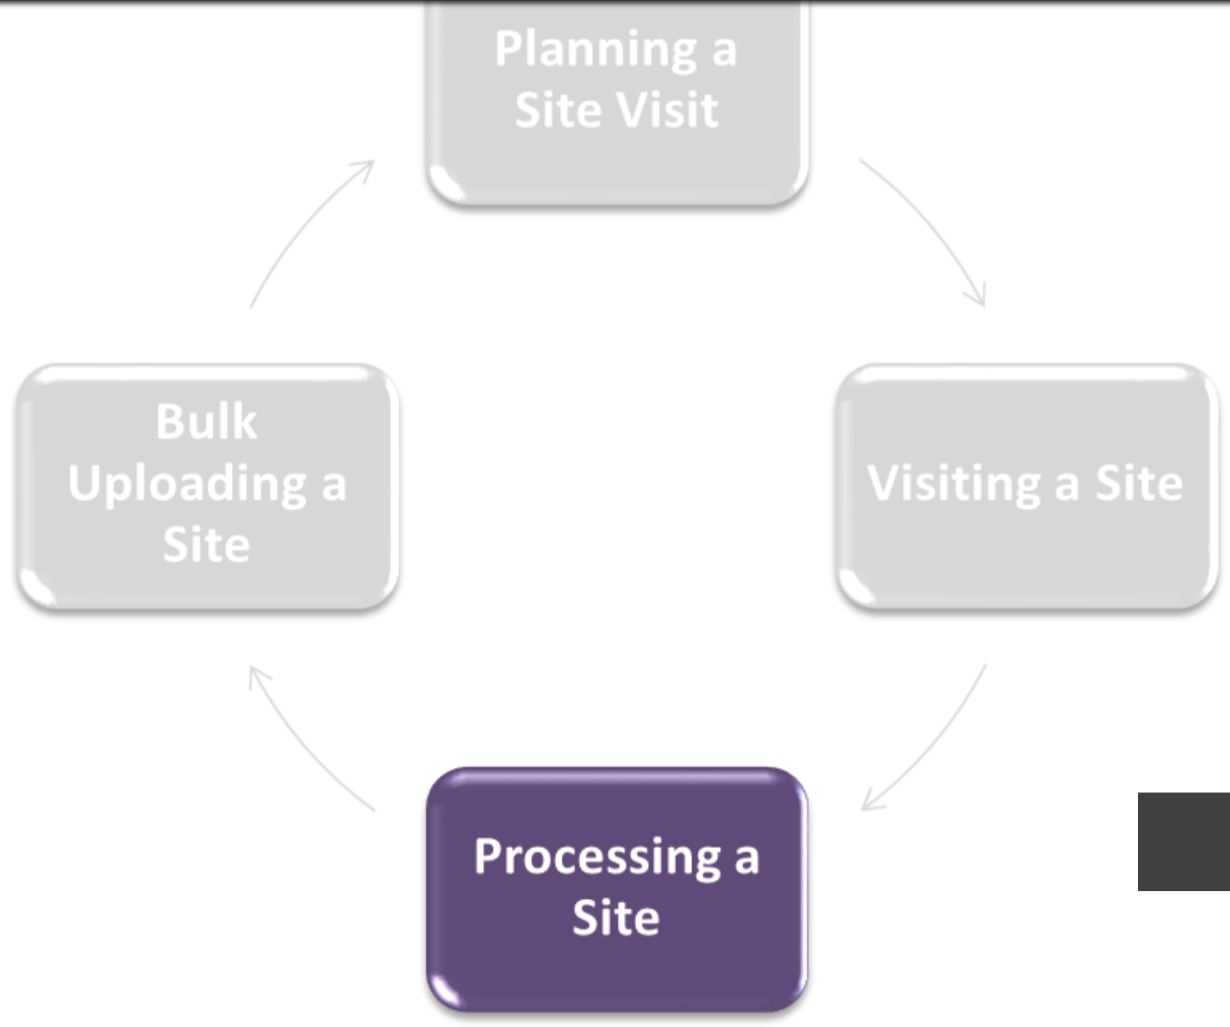 Planning a
Site Visit
Bulk
Uploading a
Site
Visiting a Site
Processing a
Site